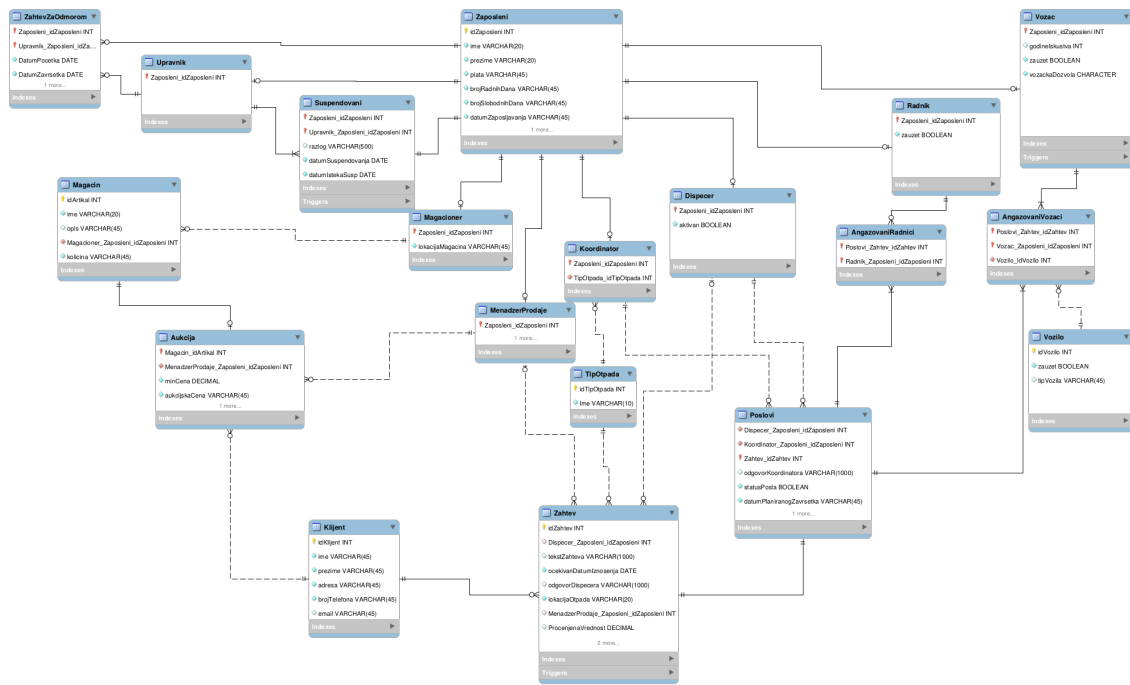 ZahtevZaOdmorom
Zaposleni_idZaposleni INT
Upravnik_Zaposleni_idZa...
DatumPocetka DATE
DatumZavrsetka DATE
1 more...
Indexes
Upravnik
Zaposleni_idZaposleni INT
Indexes
Suspendovani
Zaposleni_idZaposleni INT
Upravnik_Zaposleni_idZaposleni INT
razlog VARCHAR(500)
datumSuspendovanja DATE
datumIstekaSusp DATE
Indexes
Triggers
Zaposleni
idZaposleni INT
ime VARCHAR(20)
prezime VARCHAR(20)
plata VARCHAR(45)
brojRadnihDana VARCHAR(45)
brojSlobodnihDana VARCHAR(45)
datumZaposljavanja VARCHAR(45)
1 more...
Indexes
Vozac
Zaposleni_idZaposleni INT
godineIskustva INT
zauzet BOOLEAN
vozackaDozvola CHARACTER
Indexes
Triggers
Radnik
Zaposleni_idZaposleni INT
zauzet BOOLEAN
Indexes
Magacin
idArtikal INT
ime VARCHAR(20)
opis VARCHAR(45)
Magacioner_Zaposleni_idZaposleni INT
kolicina VARCHAR(45)
Indexes
Magacioner
Zaposleni_idZaposleni INT
lokacijaMagacina VARCHAR(45)
Indexes
Koordinator
Zaposleni_idZaposleni INT
TipOtpada_idTipOtpada INT
Indexes
Dispecer
Zaposleni_idZaposleni INT
aktivan BOOLEAN
Indexes
AngazovaniRadnici
Poslovi_Zahtev_idZahtev INT
Radnik_Zaposleni_idZaposleni INT
Indexes
AngazovaniVozaci
Poslovi_Zahtev_idZahtev INT
Vozac_Zaposleni_idZaposleni INT
Vozilo_idVozilo INT
Indexes
Aukcija
Magacin_idArtikal INT
MenadzerProdaje_Zaposleni_idZaposleni INT
minCena DECIMAL
aukcijskaCena VARCHAR(45)
1 more...
Indexes
MenadzerProdaje
Zaposleni_idZaposleni INT
1 more...
Indexes
TipOtpada
idTipOtpada INT
Ime VARCHAR(10)
Indexes
Vozilo
idVozilo INT
zauzet BOOLEAN
tipVozila VARCHAR(45)
Indexes
Poslovi
Dispecer_Zaposleni_idZaposleni INT
Koordinator_Zaposleni_idZaposleni INT
Zahtev_idZahtev INT
odgovorKoordinatora VARCHAR(1000)
statusPosla BOOLEAN
datumPlaniranogZavrsetka VARCHAR(45)
1 more...
Indexes
Klijent
idKlijent INT
ime VARCHAR(45)
prezime VARCHAR(45)
adresa VARCHAR(45)
brojTelefona VARCHAR(45)
email VARCHAR(45)
Indexes
Zahtev
idZahtev INT
Dispecer_Zaposleni_idZaposleni INT
tekstZahteva VARCHAR(1000)
ocekivanDatumIznosenja DATE
odgovorDispecera VARCHAR(1000)
lokacijaOtpada VARCHAR(20)
MenadzerProdaje_Zaposleni_idZaposleni INT
ProcenjenaVrednost DECIMAL
2 more...
Indexes
Triggers